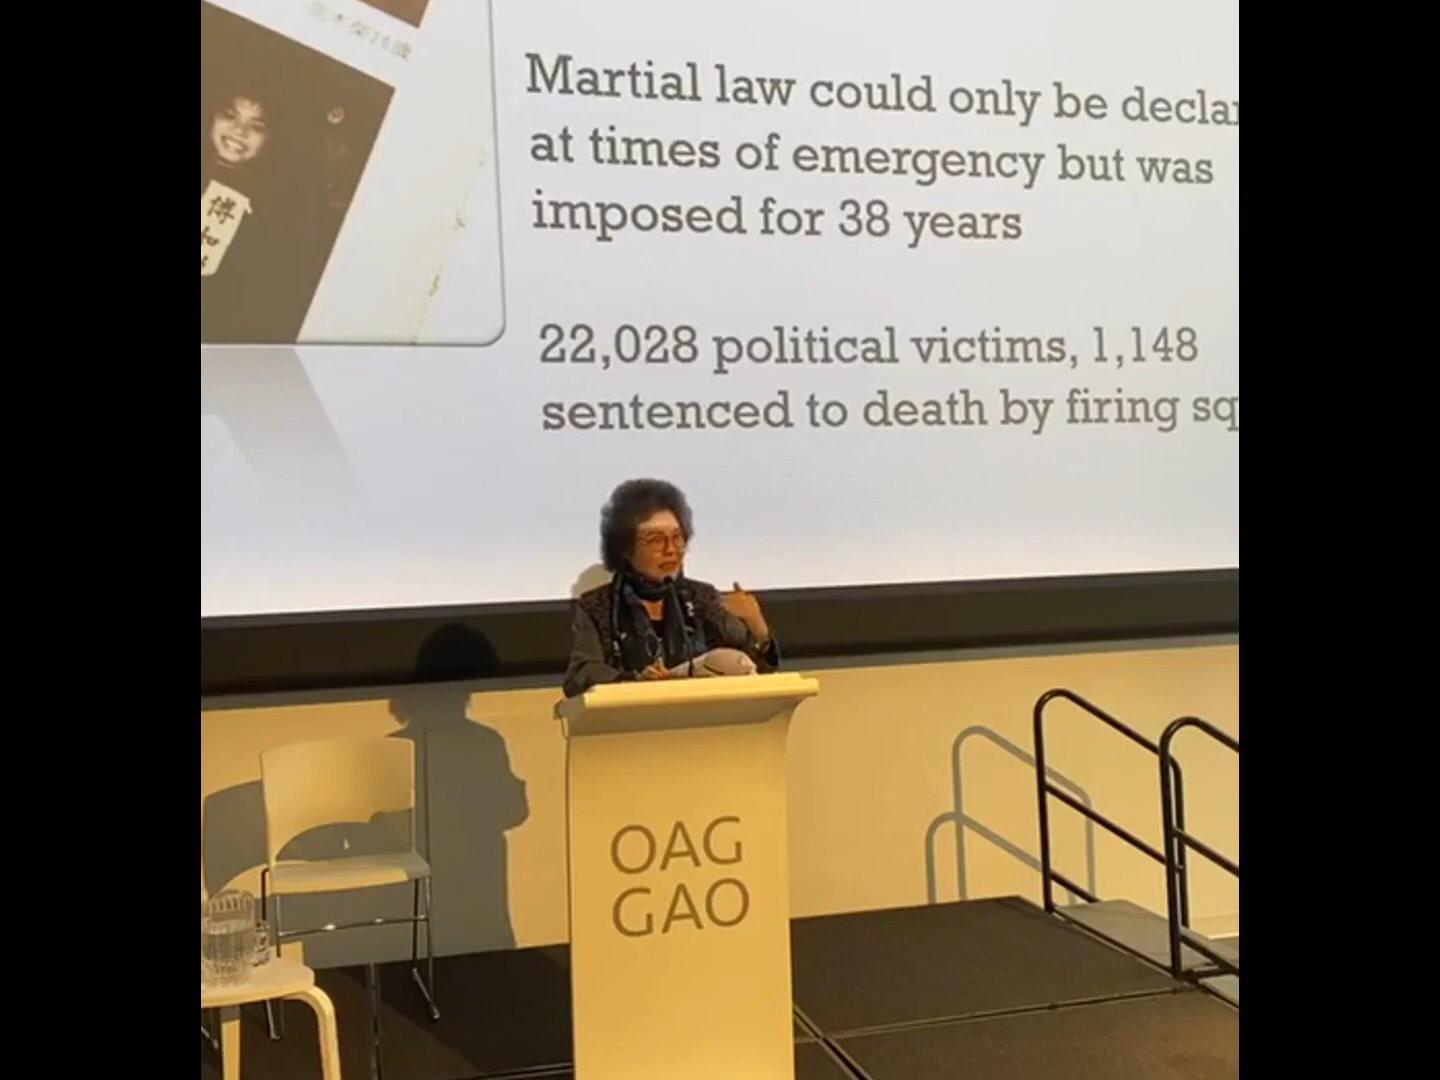 Martial law could only be decla
at times of emergency but was
imposed for 38 years
22,028 political victims, 1,148
sentenced to death by firing sq
傅
OAG
GAO